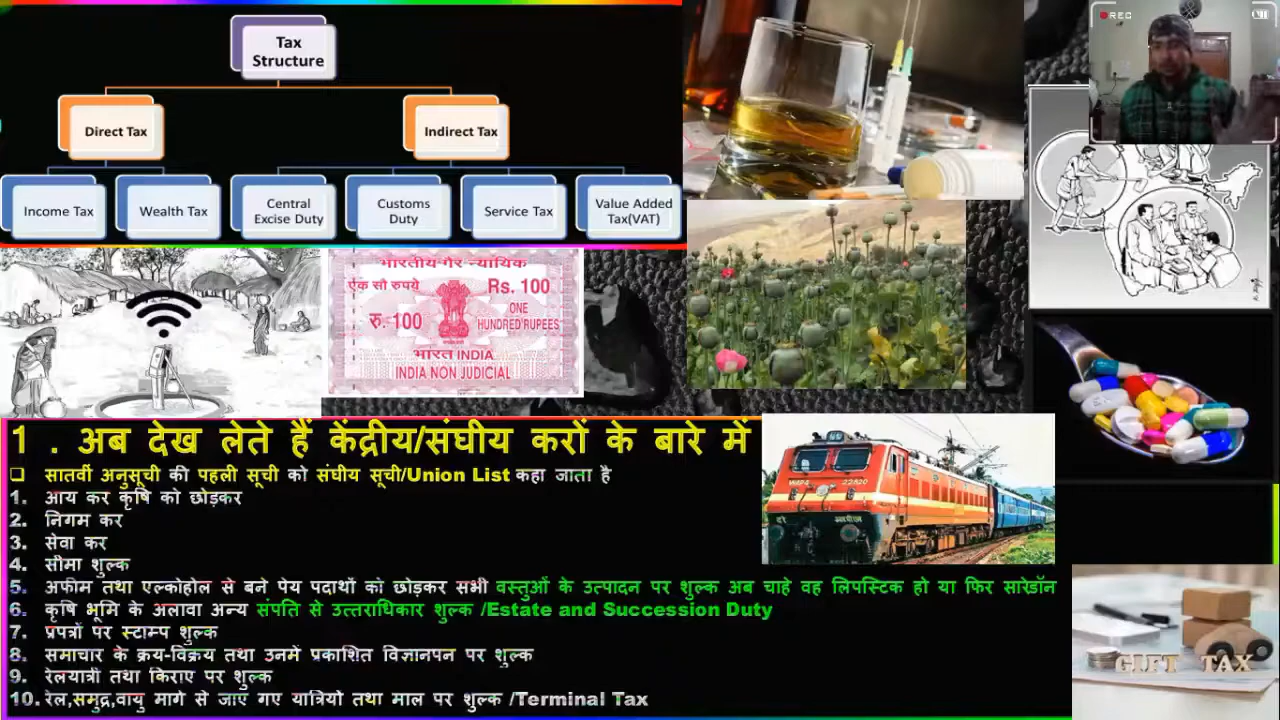 Tax
Structure
Direct Tax
Indirect Tax
Income Tax
Wealth Tax
Central
Excise Duty
Customs
Duty
Service Tax
Value Added
Tax(VAT)
REC
भारतीय गैर न्यायिक
एक सौ रुपये
Rs. 100
रु. 100
ONE
HUNDRED RUPEES
भारत INDIA
INDIA NON JUDICIAL
1 . अब देख लेते हैं केंद्रीय/संघीय करों के बारे में
सातवीं अनुसूची की पहली सूची को संघीय सूची/Union List कहा जाता है
1. आय कर कृषि को छोड़कर
2. निगम कर
3. सेवा कर
4. सीमा शुल्क
5. अफीम तथा एल्कोहोल से बने पेय पदार्थों को छोड़कर सभी वस्तुओं के उत्पादन पर शुल्क अब चाहे वह लिपस्टिक हो या फिर सारेडॉन
6. कृषि भूमि के अलावा अन्य संपति से उत्तराधिकार शुल्क /Estate and Succession Duty
7. प्रपत्रों पर स्टाम्प शुल्क
8. समाचार के क्रय-विक्रय तथा उनमें प्रकाशित विज्ञानपन पर शुल्क
9. रेलयात्री तथा किराए पर शुल्क
10. रेल,समुद्र,वायु मार्ग से जाए गए यात्रियों तथा माल पर शुल्क /Terminal Tax
22820
GIFT TAX